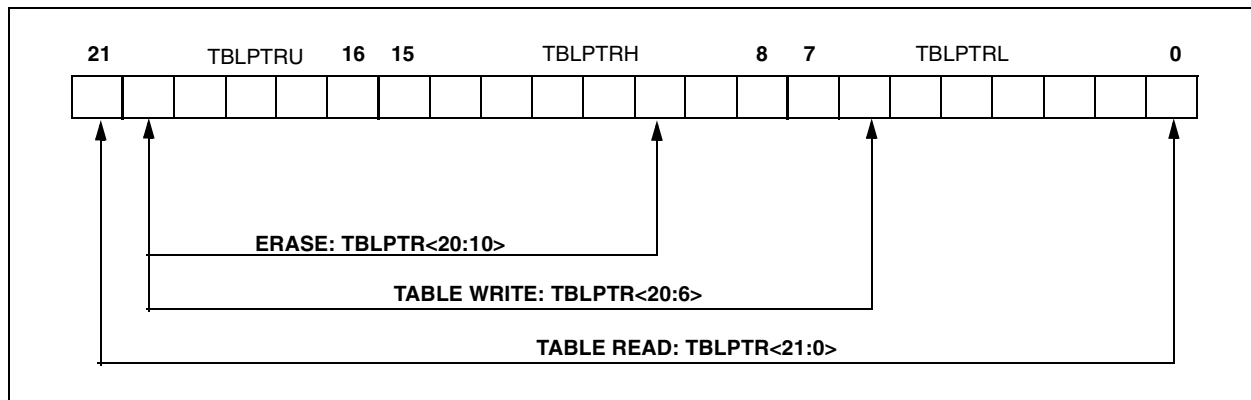 21 TBLPTRU 16 15 TBLPTRH 8 7 TBLPTRL 0
ERASE: TBLPTR<20:10>
TABLE WRITE: TBLPTR<20:6>
TABLE READ: TBLPTR<21:0>